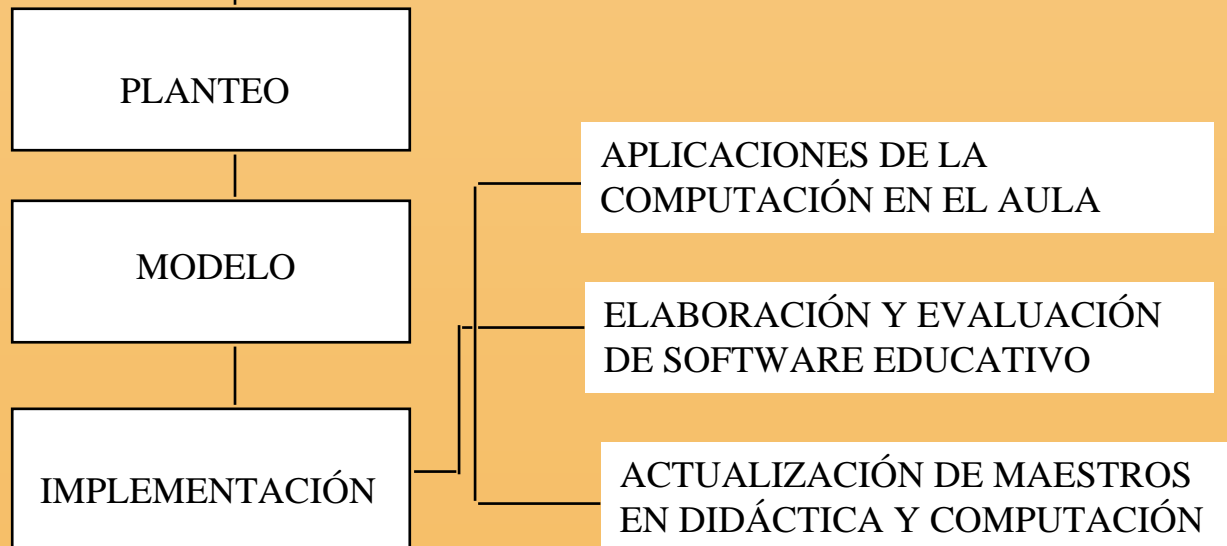 PLANTEO
MODELO
IMPLEMENTACIÓN
APLICACIONES DE LA
COMPUTACIÓN EN EL AULA
ELABORACIÓN Y EVALUACIÓN
DE SOFTWARE EDUCATIVO
ACTUALIZACIÓN DE MAESTROS
EN DIDÁCTICA Y COMPUTACIÓN